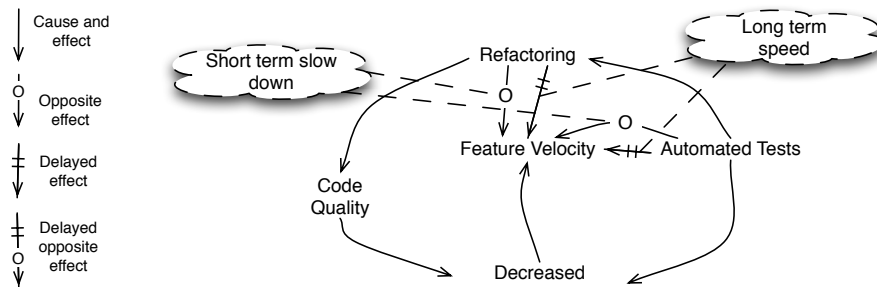 Cause and
effect
O
Opposite
effect
Delayed
effect
Delayed
opposite
effect
O
Short term slow
down
Refactoring
Long term
speed
O
O
Feature Velocity
Automated Tests
Code
Quality
Decreased